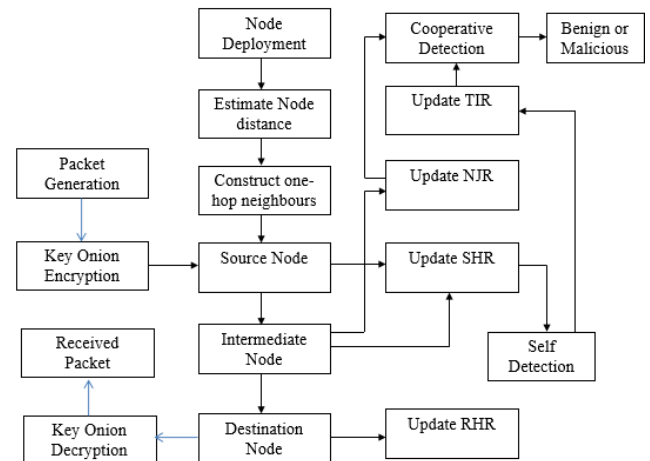 Node
Deployment
Cooperative
Detection
Benign or
Malicious
Estimate Node
distance
Update TIR
Packet
Generation
Construct one-
hop neighbours
Update NJR
Key Onion
Encryption
Source Node
Update SHR
Received
Packet
Intermediate
Node
Self
Detection
Key Onion
Decryption
Destination
Node
Update RHR